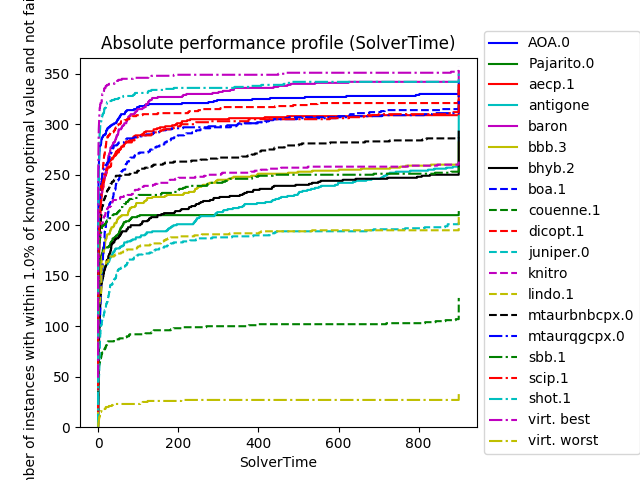 Absolute performance profile (SolverTime)
of instances with within 1.0% of known optimal value and not
350
300
250
200
150
100
50
0
0 200 400 600 800
SolverTime
AOA.0
Pajarito.0
aecp.1
antigone
baron
bbb.3
bhyb.2
boa.1
couenne.1
dicopt.1
juniper.0
knitro
lindo.1
mtaurbnbcpx.0
mtaurqgcpx.0
sbb.1
scip.1
shot.1
virt. best
virt. worst